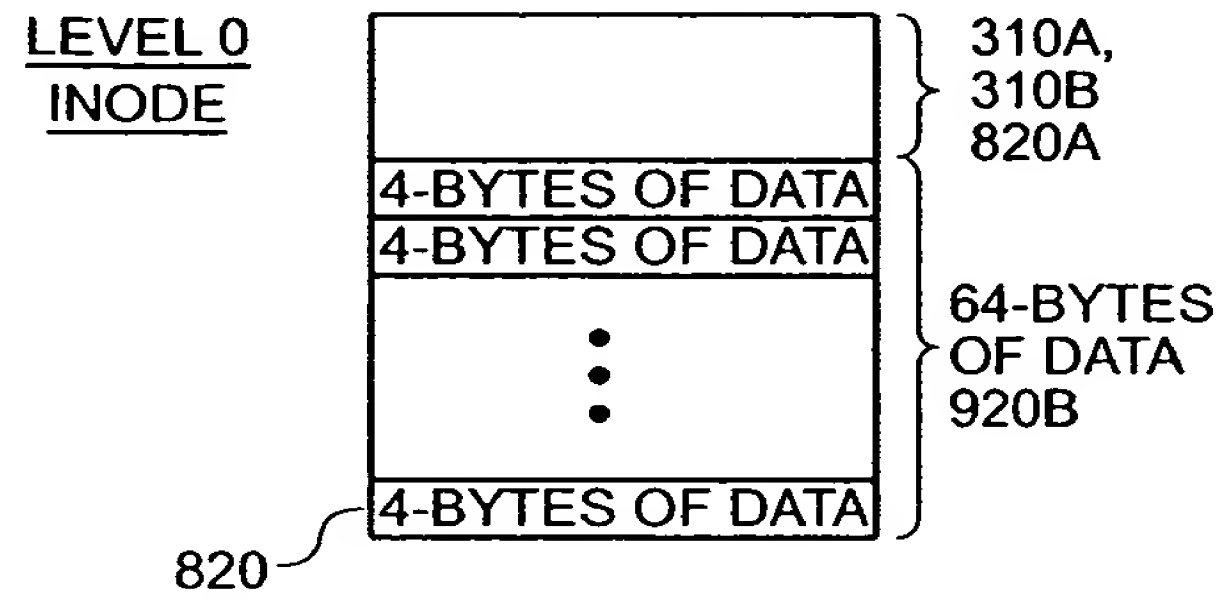 LEVEL 0
INODE
310A,
310B
820A
4-BYTES OF DATA
4-BYTES OF DATA
64-BYTES
OF DATA
920B
4-BYTES OF DATA
820